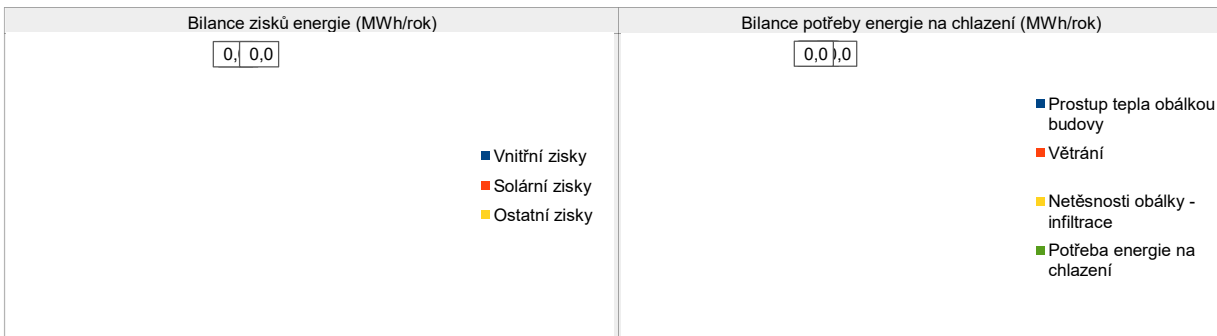 Bilance zisků energie (MWh/rok)
0,0
Vnitřní zisky
Solární zisky
Ostatní zisky
Bilance potřeby energie na chlazení (MWh/rok)
0,0
Prostup tepla obálkou
budovy
Větrání
Netěsnosti obálky -
infiltrace
Potřeba energie na
chlazení